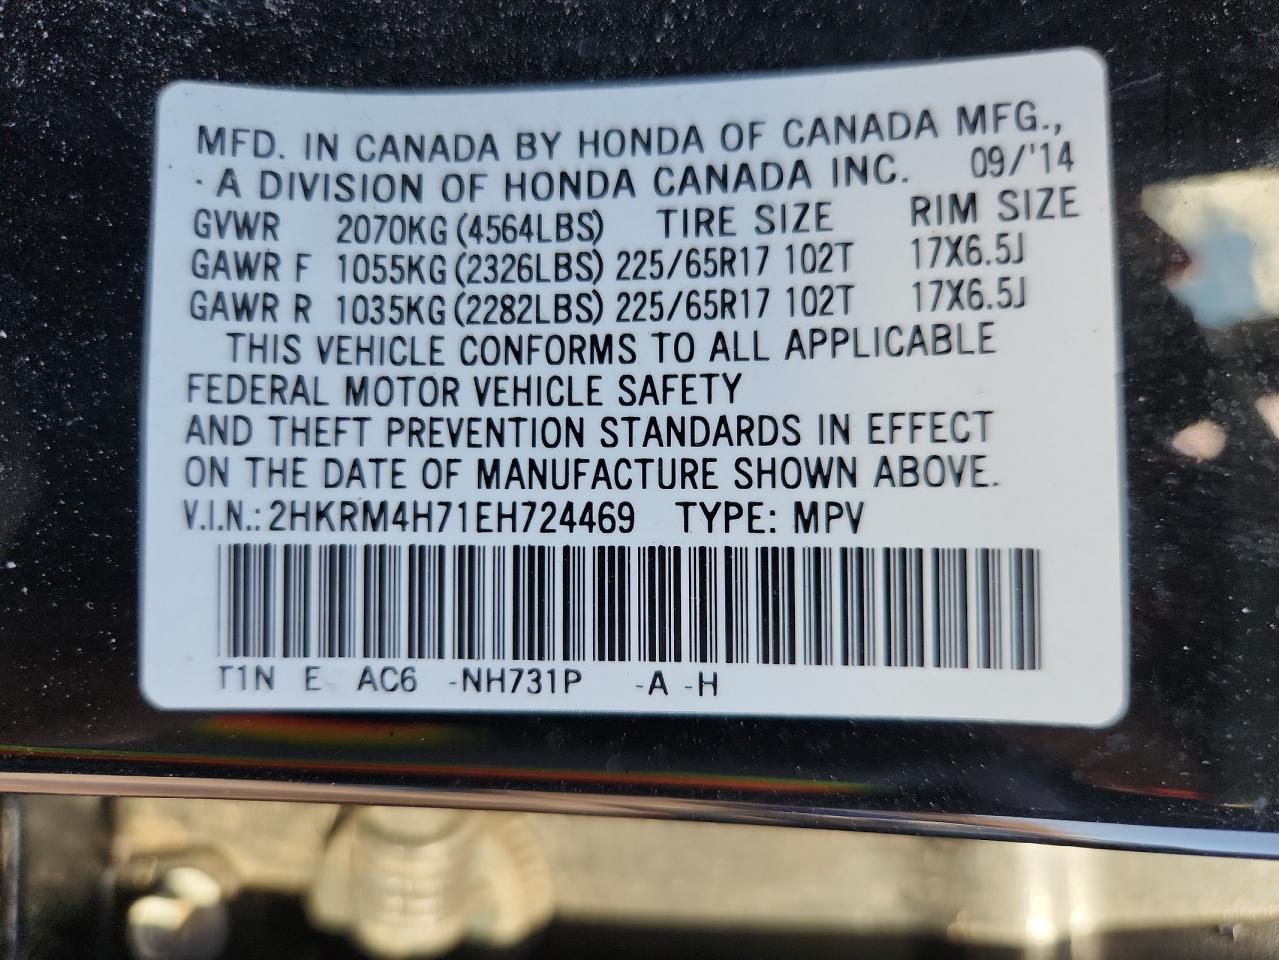 MFD. IN CANADA BY HONDA OF CANADA MFG.,
A DIVISION OF HONDA CANADA INC. 09/'14
GVWR 2070KG (4564LBS) TIRE SIZE RIM SIZE
GAWR F 1055KG (2326LBS) 225/65R17 102T 17X6.5J
GAWR R 1035KG (2282LBS) 225/65R17 102T 17X6.5J
THIS VEHICLE CONFORMS TO ALL APPLICABLE
FEDERAL MOTOR VEHICLE SAFETY
AND THEFT PREVENTION STANDARDS IN EFFECT
ON THE DATE OF MANUFACTURE SHOWN ABOVE.
V.I.N.: 2HKRM4H71EH724469 TYPE: MPV
T1N E AC6 -NH731P -A -H